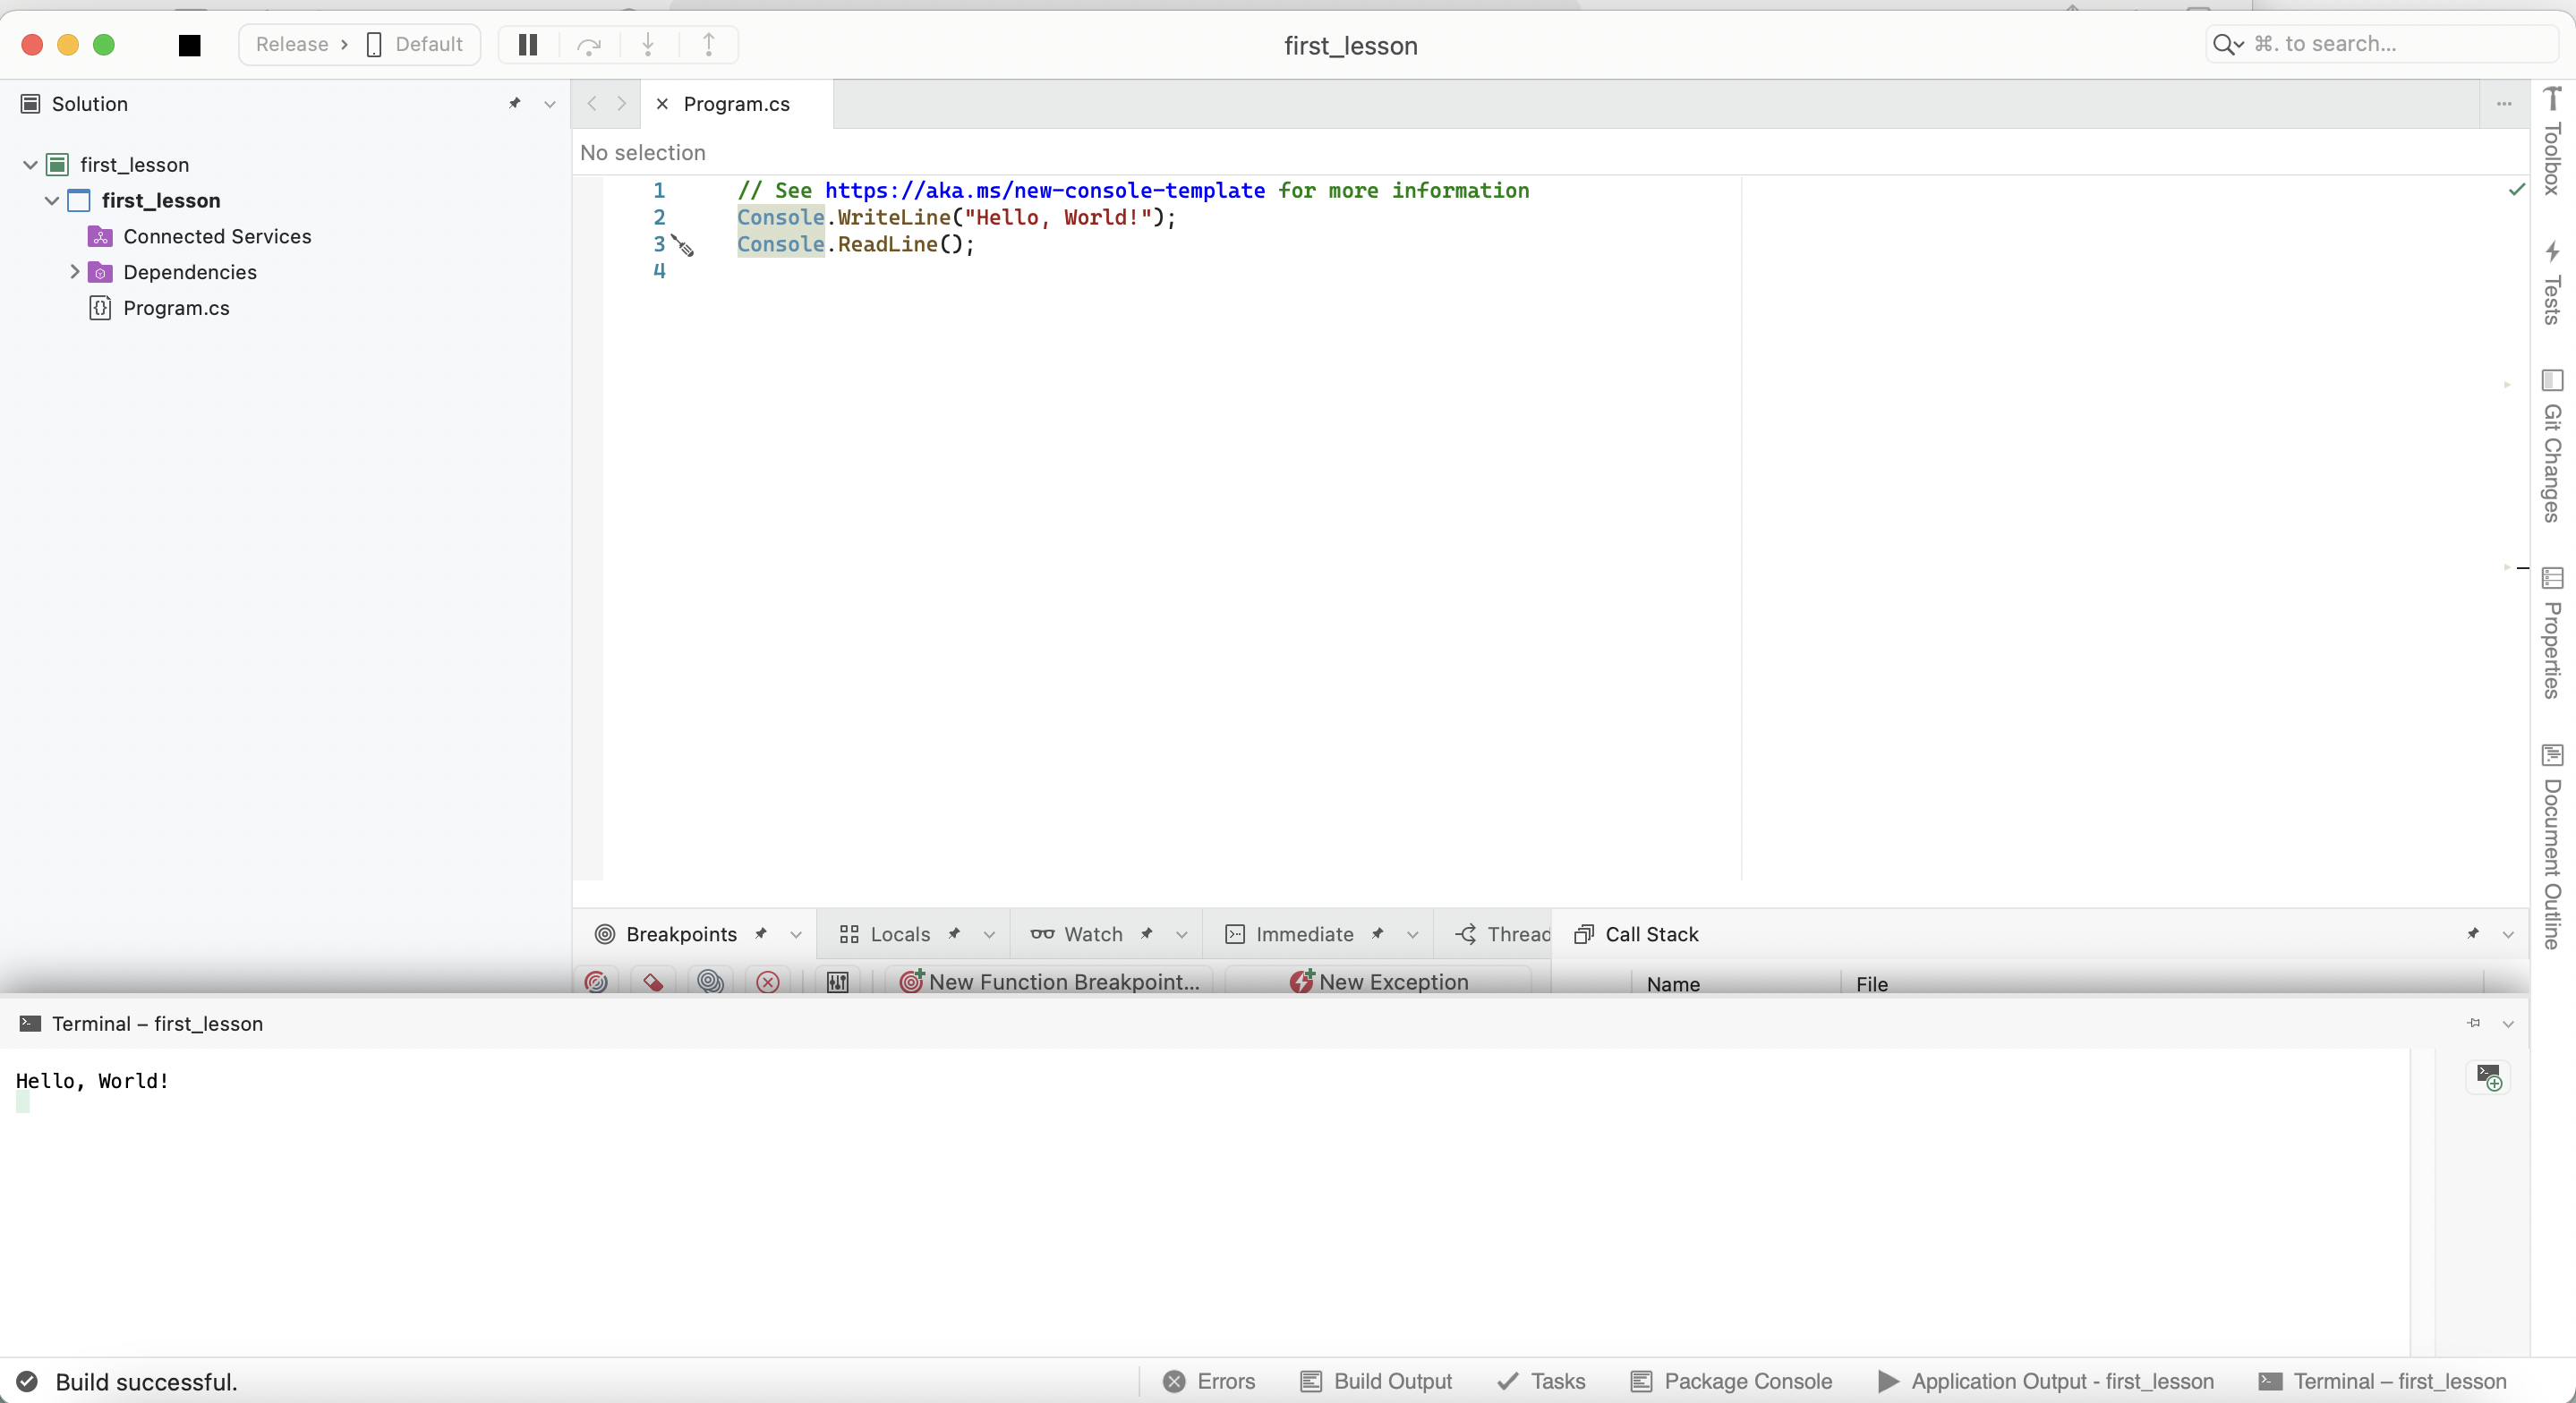 Release > Default
first_lesson
⌘. to search...
Solution
first_lesson
first_lesson
Connected Services
Dependencies
Program.cs
Program.cs
No selection
1 // See https://aka.ms/new-console-template for more information
2 Console.WriteLine("Hello, World!");
3 Console.ReadLine();
4
Toolbox
Tests
Git Changes
Properties
Document Outline
Breakpoints
Locals
Watch
Immediate
Thread
Call Stack
New Function Breakpoint...
New Exception
Name
File
Terminal – first_lesson
Hello, World!
Build successful.
Errors
Build Output
Tasks
Package Console
Application Output - first_lesson
Terminal – first_lesson